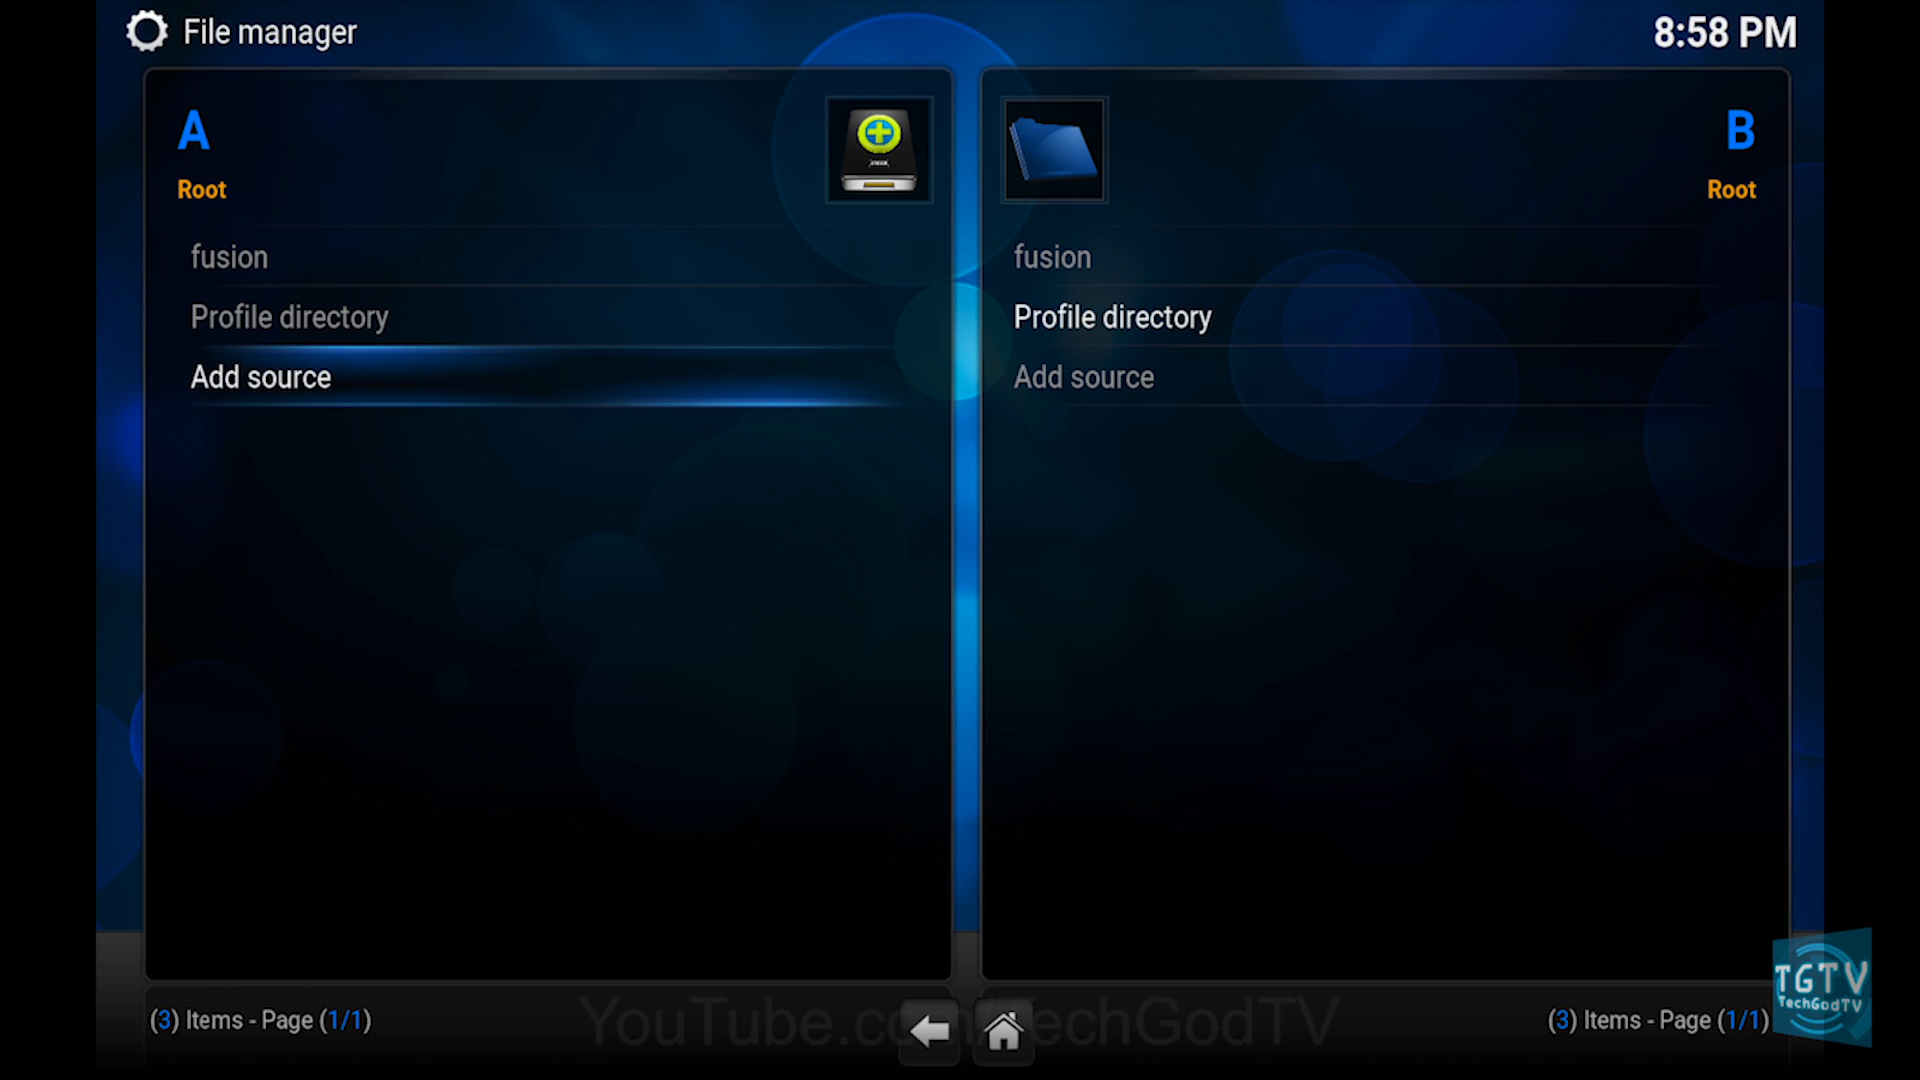 File manager
8:58 PM
A
Root
fusion
Profile directory
Add source
B
Root
fusion
Profile directory
Add source
(3) Items - Page (1/1)
(3) Items - Page (1/1)
TGTV
TechGodTV